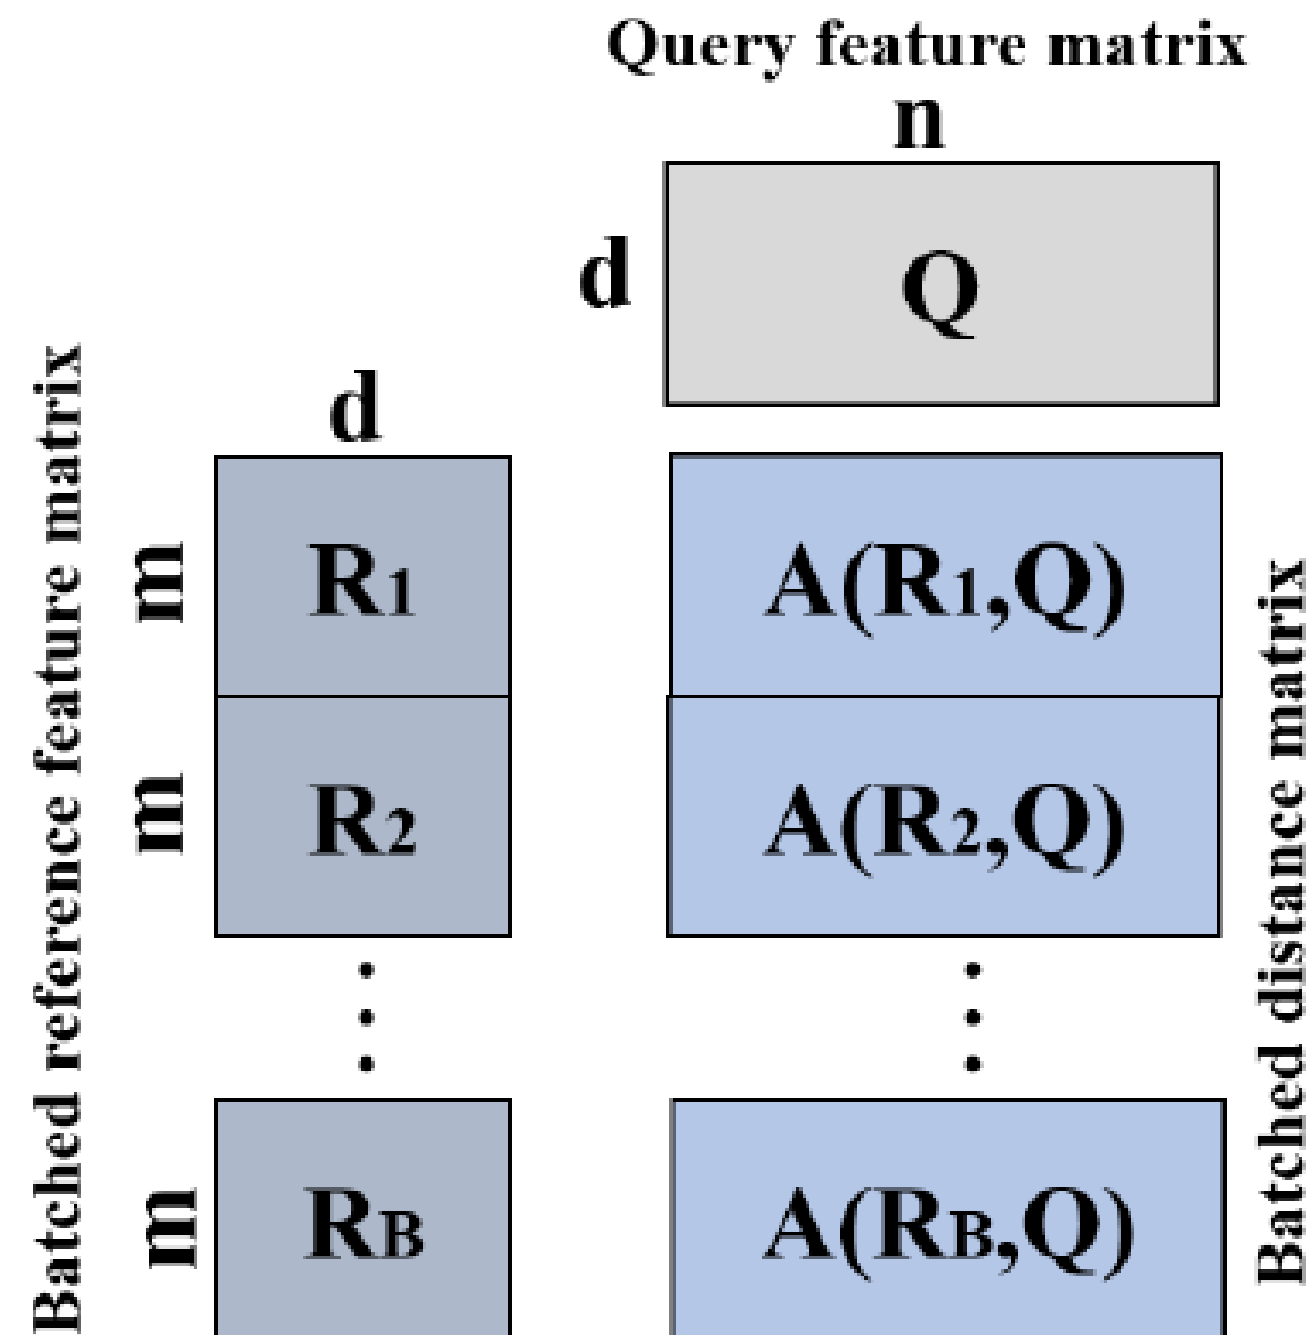 Query feature matrix
n
d
Q
d
Batched reference feature matrix
m
R1
A(R1,Q)
m
R2
A(R2,Q)
m
RB
A(RB,Q)
Batched distance matrix